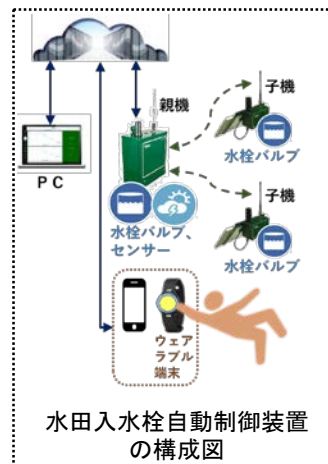 子機
親機
水栓バルブ
PC
子機
水栓バルブ、
センサー
水栓バルブ
ウェア
ラブル
端末
水田入水栓自動制御装置
の構成図